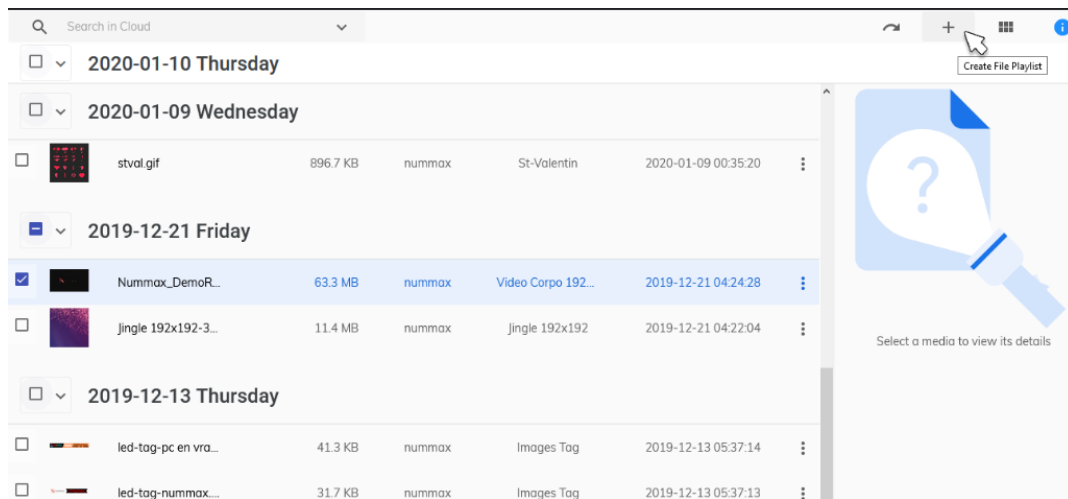 Search in Cloud
Create File Playlist
2020-01-10 Thursday
2020-01-09 Wednesday
stval.gif 896.7 KB nummax St-Valentin 2020-01-09 00:35:20
2019-12-21 Friday
Nummax_DemoR... 63.3 MB nummax Video Corpo 192... 2019-12-21 04:24:28
Jingle 192x192-3... 11.4 MB nummax Jingle 192x192 2019-12-21 04:22:04
Select a media to view its details
2019-12-13 Thursday
led-tag-pc en vra... 41.3 KB nummax Images Tag 2019-12-13 05:37:14
led-tag-nummax.... 31.7 KB nummax Images Tag 2019-12-13 05:37:13